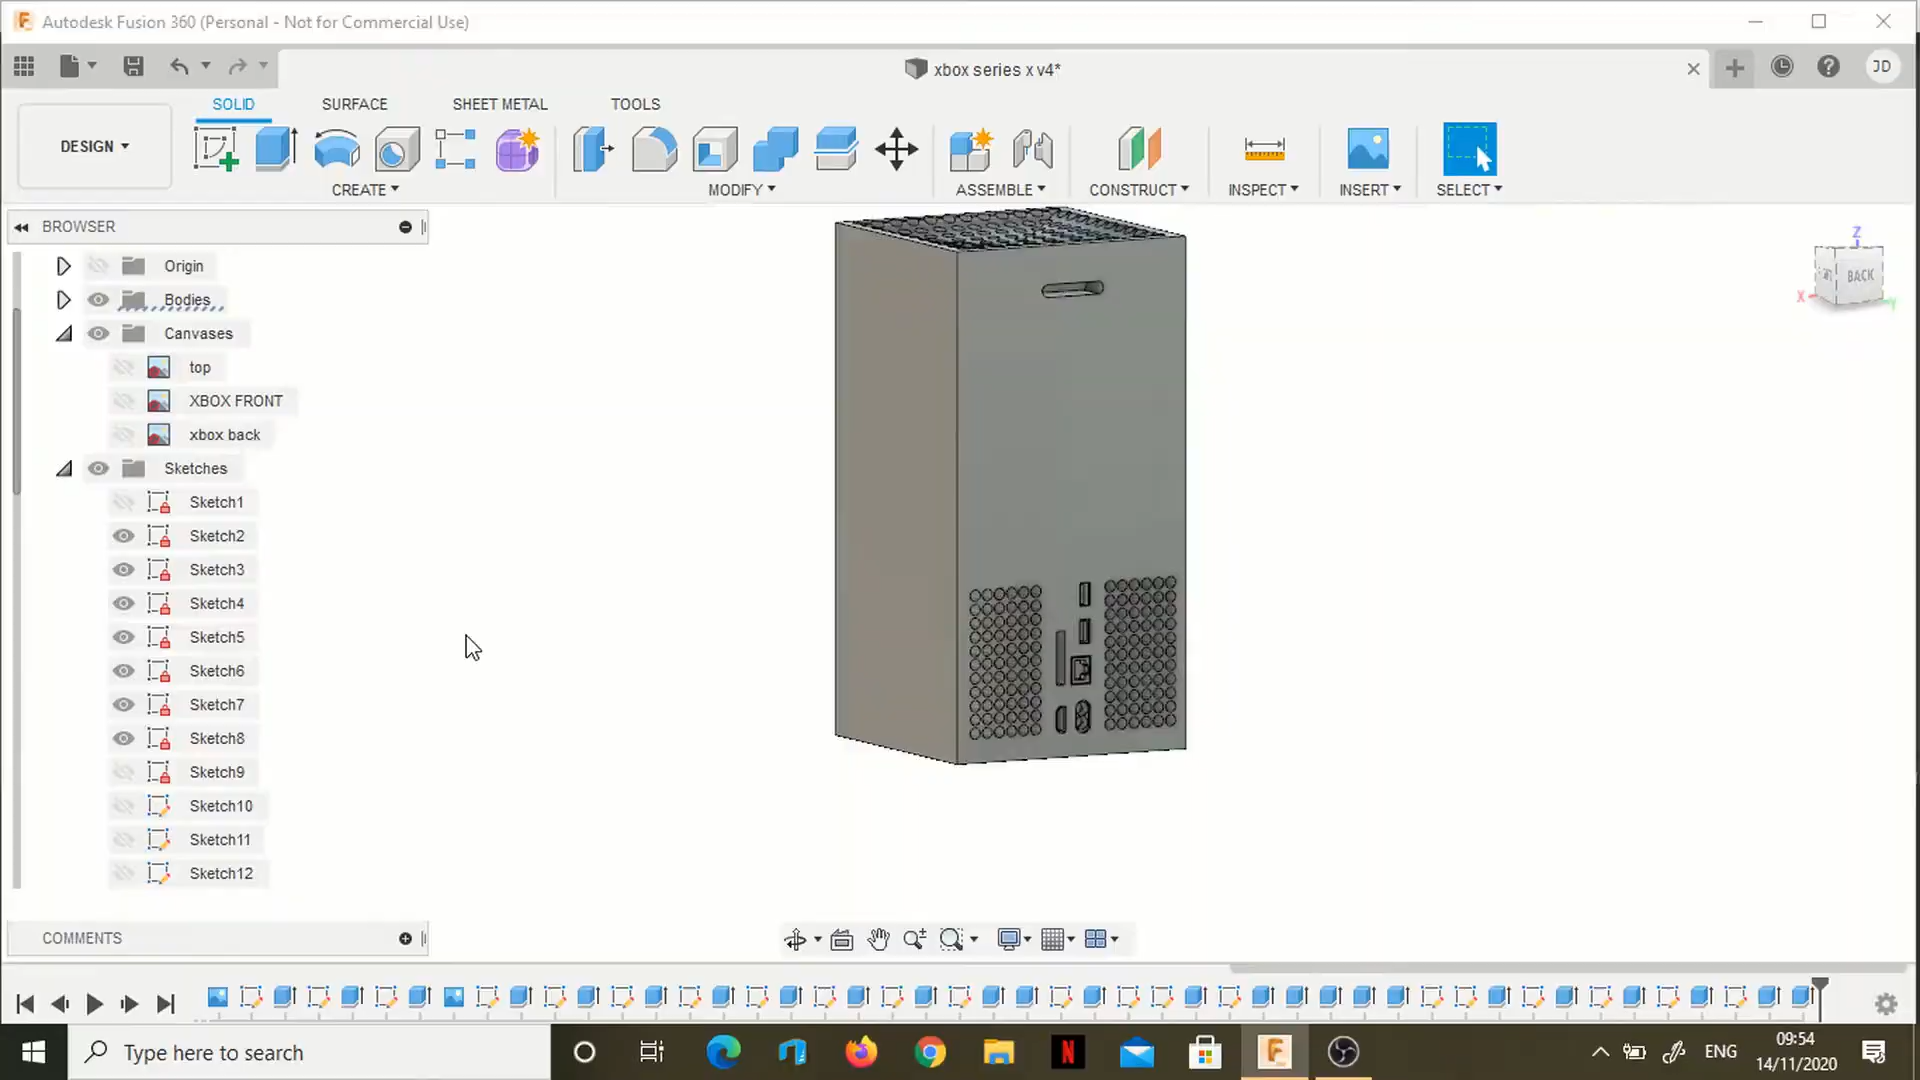 Autodesk Fusion 360 (Personal - Not for Commercial Use)
xbox series x v4*
JD
DESIGN
SOLID
SURFACE
SHEET METAL
TOOLS
CREATE
MODIFY
ASSEMBLE
CONSTRUCT
INSPECT
INSERT
SELECT
BROWSER
Origin
Bodies
Canvases
top
XBOX FRONT
xbox back
Sketches
Sketch1
Sketch2
Sketch3
Sketch4
Sketch5
Sketch6
Sketch7
Sketch8
Sketch9
Sketch10
Sketch11
Sketch12
Z
BACK
X
Y
COMMENTS
Type here to search
ENG
09:54
14/11/2020